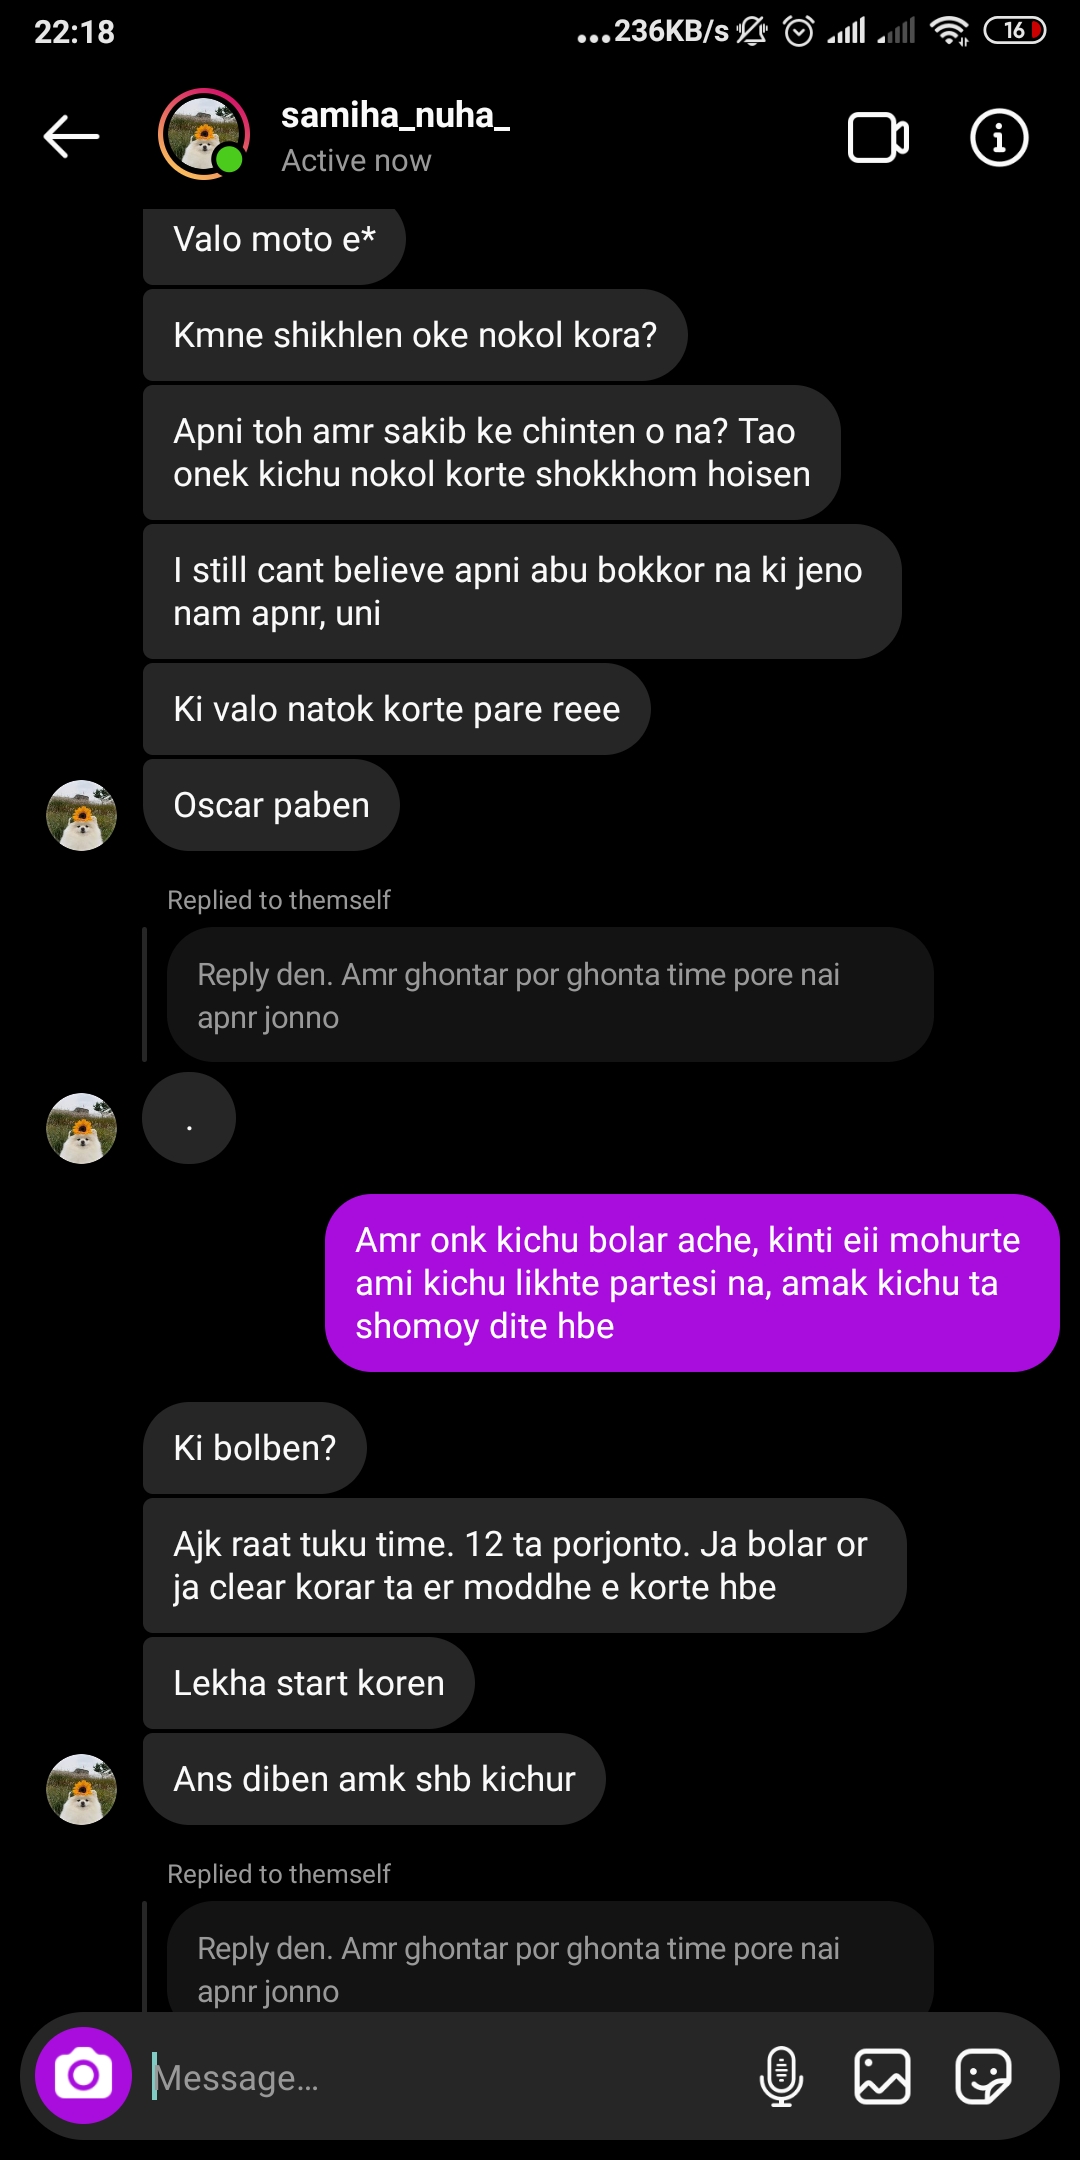 22:18
...236KB/s
16
samiha_nuha_
Active now
Valo moto e*
Kmne shikhlen oke nokol kora?
Apni toh amr sakib ke chinten o na? Tao
onek kichu nokol korte shokkhom hoisen
I still cant believe apni abu bokkor na ki jeno
nam apnr, uni
Ki valo natok korte pare reee
Oscar paben
Replied to themself
Reply den. Amr ghontar por ghonta time pore nai
apnr jonno
.
Amr onk kichu bolar ache, kinti eii mohurte
ami kichu likhte partesi na, amak kichu ta
shomoy dite hbe
Ki bolben?
Ajk raat tuku time. 12 ta porjonto. Ja bolar or
ja clear korar ta er moddhe e korte hbe
Lekha start koren
Ans diben amk shb kichur
Replied to themself
Reply den. Amr ghontar por ghonta time pore nai
apnr jonno
Message...